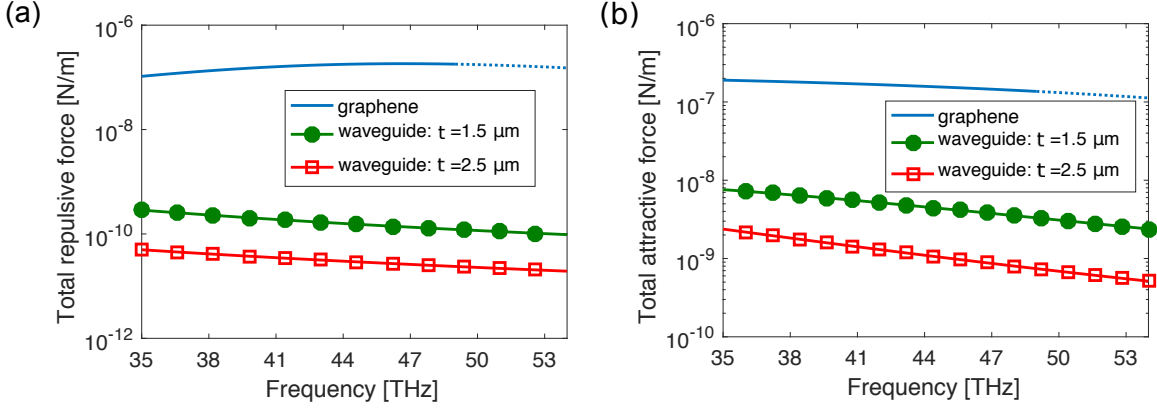 (a)
Total repulsive force [N/m]
10^-6
10^-8
10^-10
10^-12
graphene
waveguide: t =1.5 µm
waveguide: t =2.5 µm
35 38 41 44 47 50 53
Frequency [THz]
(b)
Total attractive force [N/m]
10^-6
10^-7
10^-8
10^-9
10^-10
graphene
waveguide: t =1.5 µm
waveguide: t =2.5 µm
35 38 41 44 47 50 53
Frequency [THz]